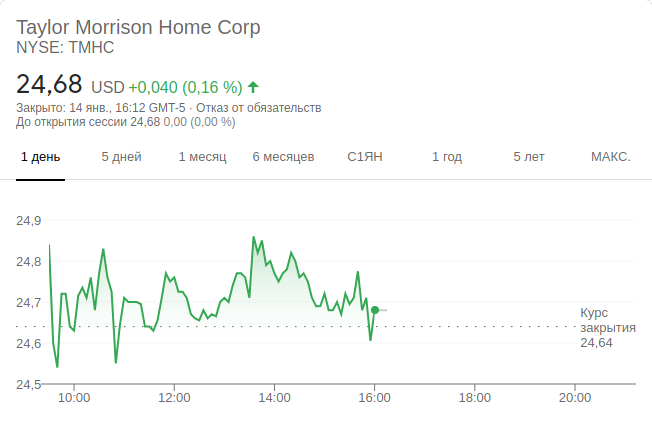 Taylor Morrison Home Corp
NYSE: TMHC
24,68 USD +0,040 (0,16 %)
Закрыто: 14 янв., 16:12 GMT-5 · Отказ от обязательств
До открытия сессии 24,68 0,00 (0,00 %)
1 день 5 дней 1 месяц 6 месяцев С1ЯН 1 год 5 лет МАКС.
24,9
24,8
24,7
24,6
24,5
Курс
закрытия
24,64
10:00 12:00 14:00 16:00 18:00 20:00